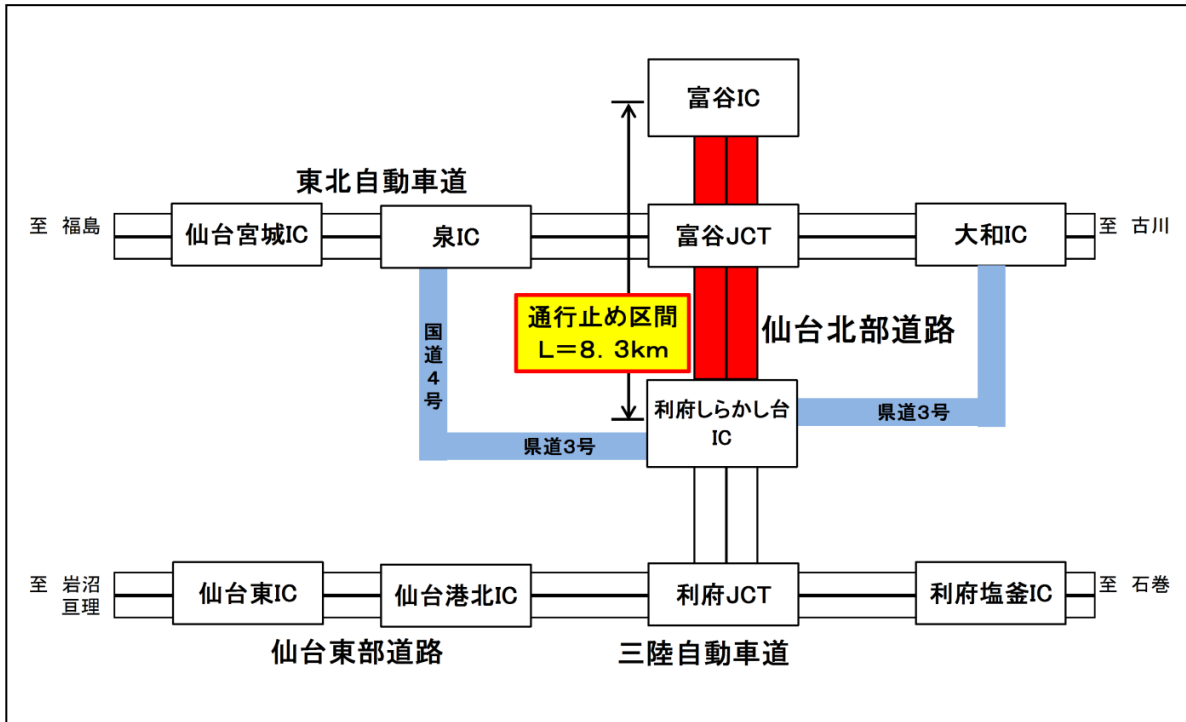 富谷IC
東北自動車道
至 福島
仙台宮城IC
泉IC
富谷JCT
大和IC
至 古川
通行止め区間
L=8.3km
仙台北部道路
国道4号
利府しらかし台
IC
県道3号
県道3号
至 岩沼
亘理
仙台東IC
仙台港北IC
利府JCT
利府塩釜IC
至 石巻
仙台東部道路
三陸自動車道